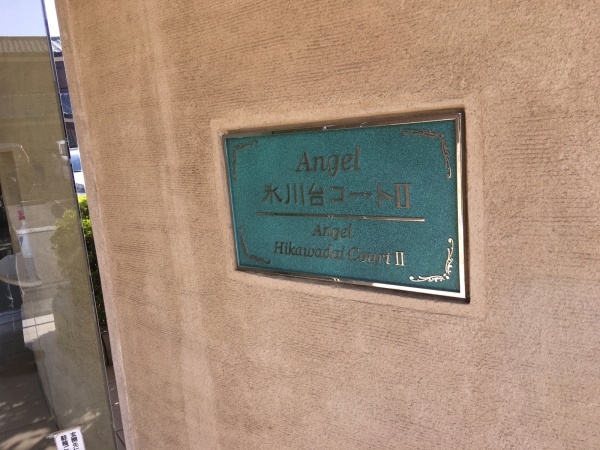 Angel
氷川台コートII
Angel
Hikawadai Court II